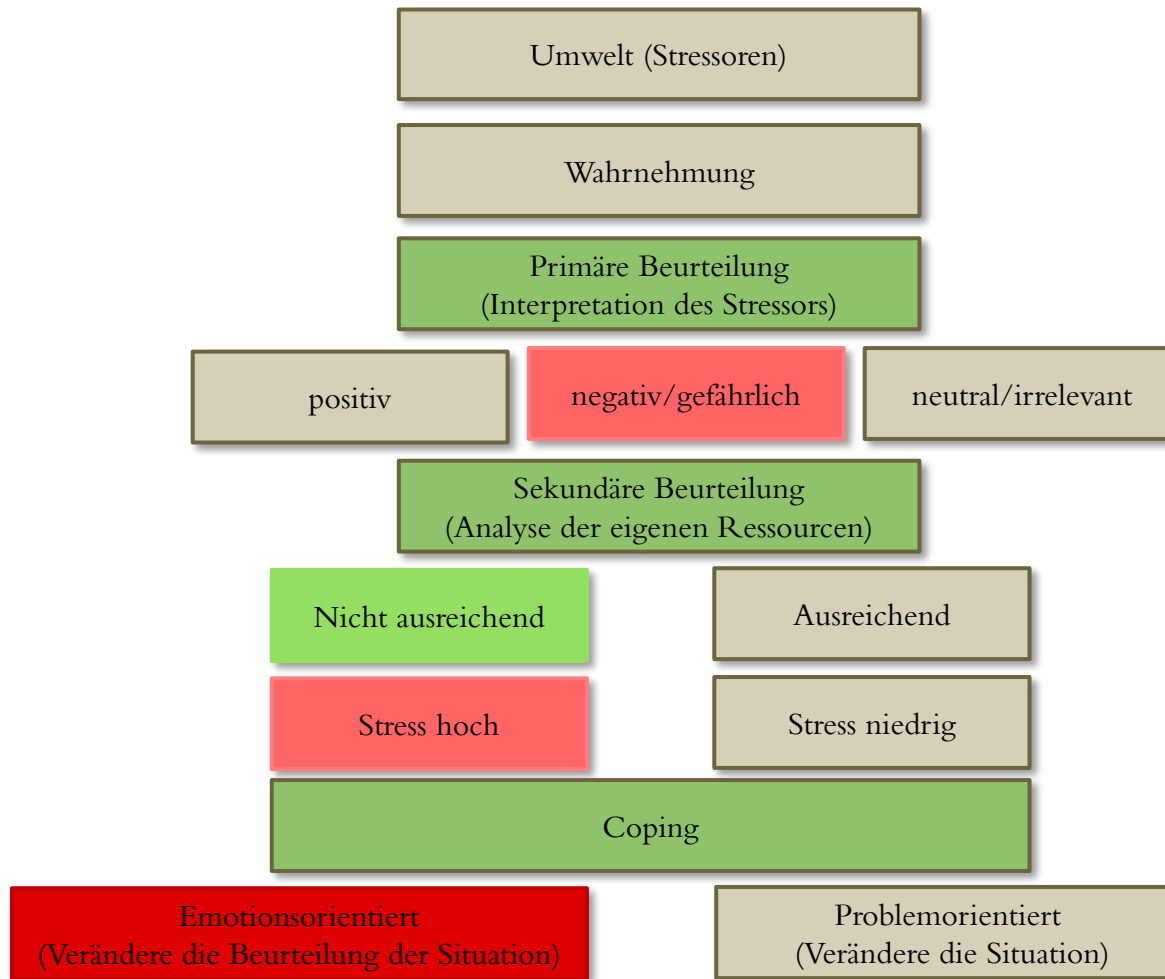 Umwelt (Stressoren)
Wahrnehmung
Primäre Beurteilung
(Interpretation des Stressors)
positiv
negativ/gefährlich
neutral/irrelevant
Sekundäre Beurteilung
(Analyse der eigenen Ressourcen)
Nicht ausreichend
Ausreichend
Stress hoch
Stress niedrig
Coping
Emotionsorientiert
(Verändere die Beurteilung der Situation)
Problemorientiert
(Verändere die Situation)